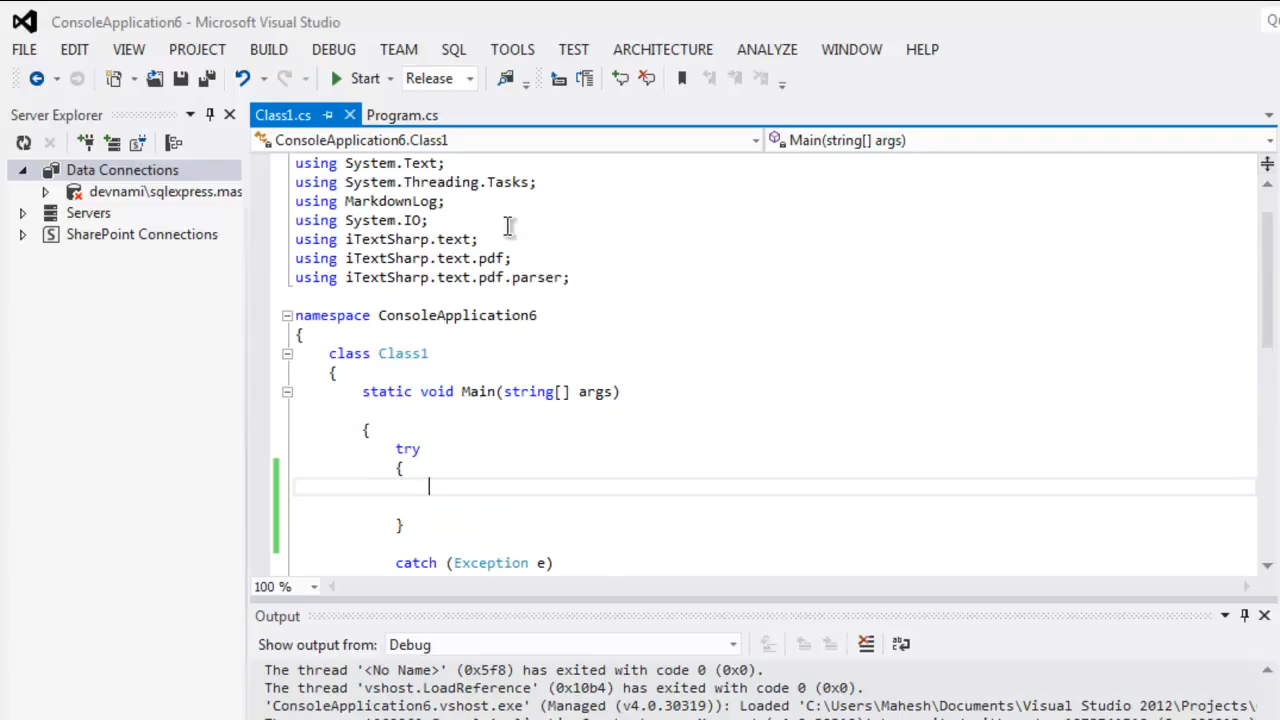 ConsoleApplication6 - Microsoft Visual Studio
Qu
FILE EDIT VIEW PROJECT BUILD DEBUG TEAM SQL TOOLS TEST ARCHITECTURE ANALYZE WINDOW HELP
Start Release
Server Explorer
Class1.cs Program.cs
ConsoleApplication6.Class1 Main(string[] args)
Data Connections
devnami\sqlexpress.mas
Servers
SharePoint Connections
using System.Text;
using System.Threading.Tasks;
using MarkdownLog;
using System.IO;
using iTextSharp.text;
using iTextSharp.text.pdf;
using iTextSharp.text.pdf.parser;
namespace ConsoleApplication6
{
class Class1
{
static void Main(string[] args)
{
try
{
}
catch (Exception e)
100 %
Output
Show output from: Debug
The thread '<No Name>' (0x5f8) has exited with code 0 (0x0).
The thread 'vshost.LoadReference' (0x10b4) has exited with code 0 (0x0).
'ConsoleApplication6.vshost.exe' (Managed (v4.0.30319)): Loaded 'C:\Users\Mahesh\Documents\Visual Studio 2012\Projects\